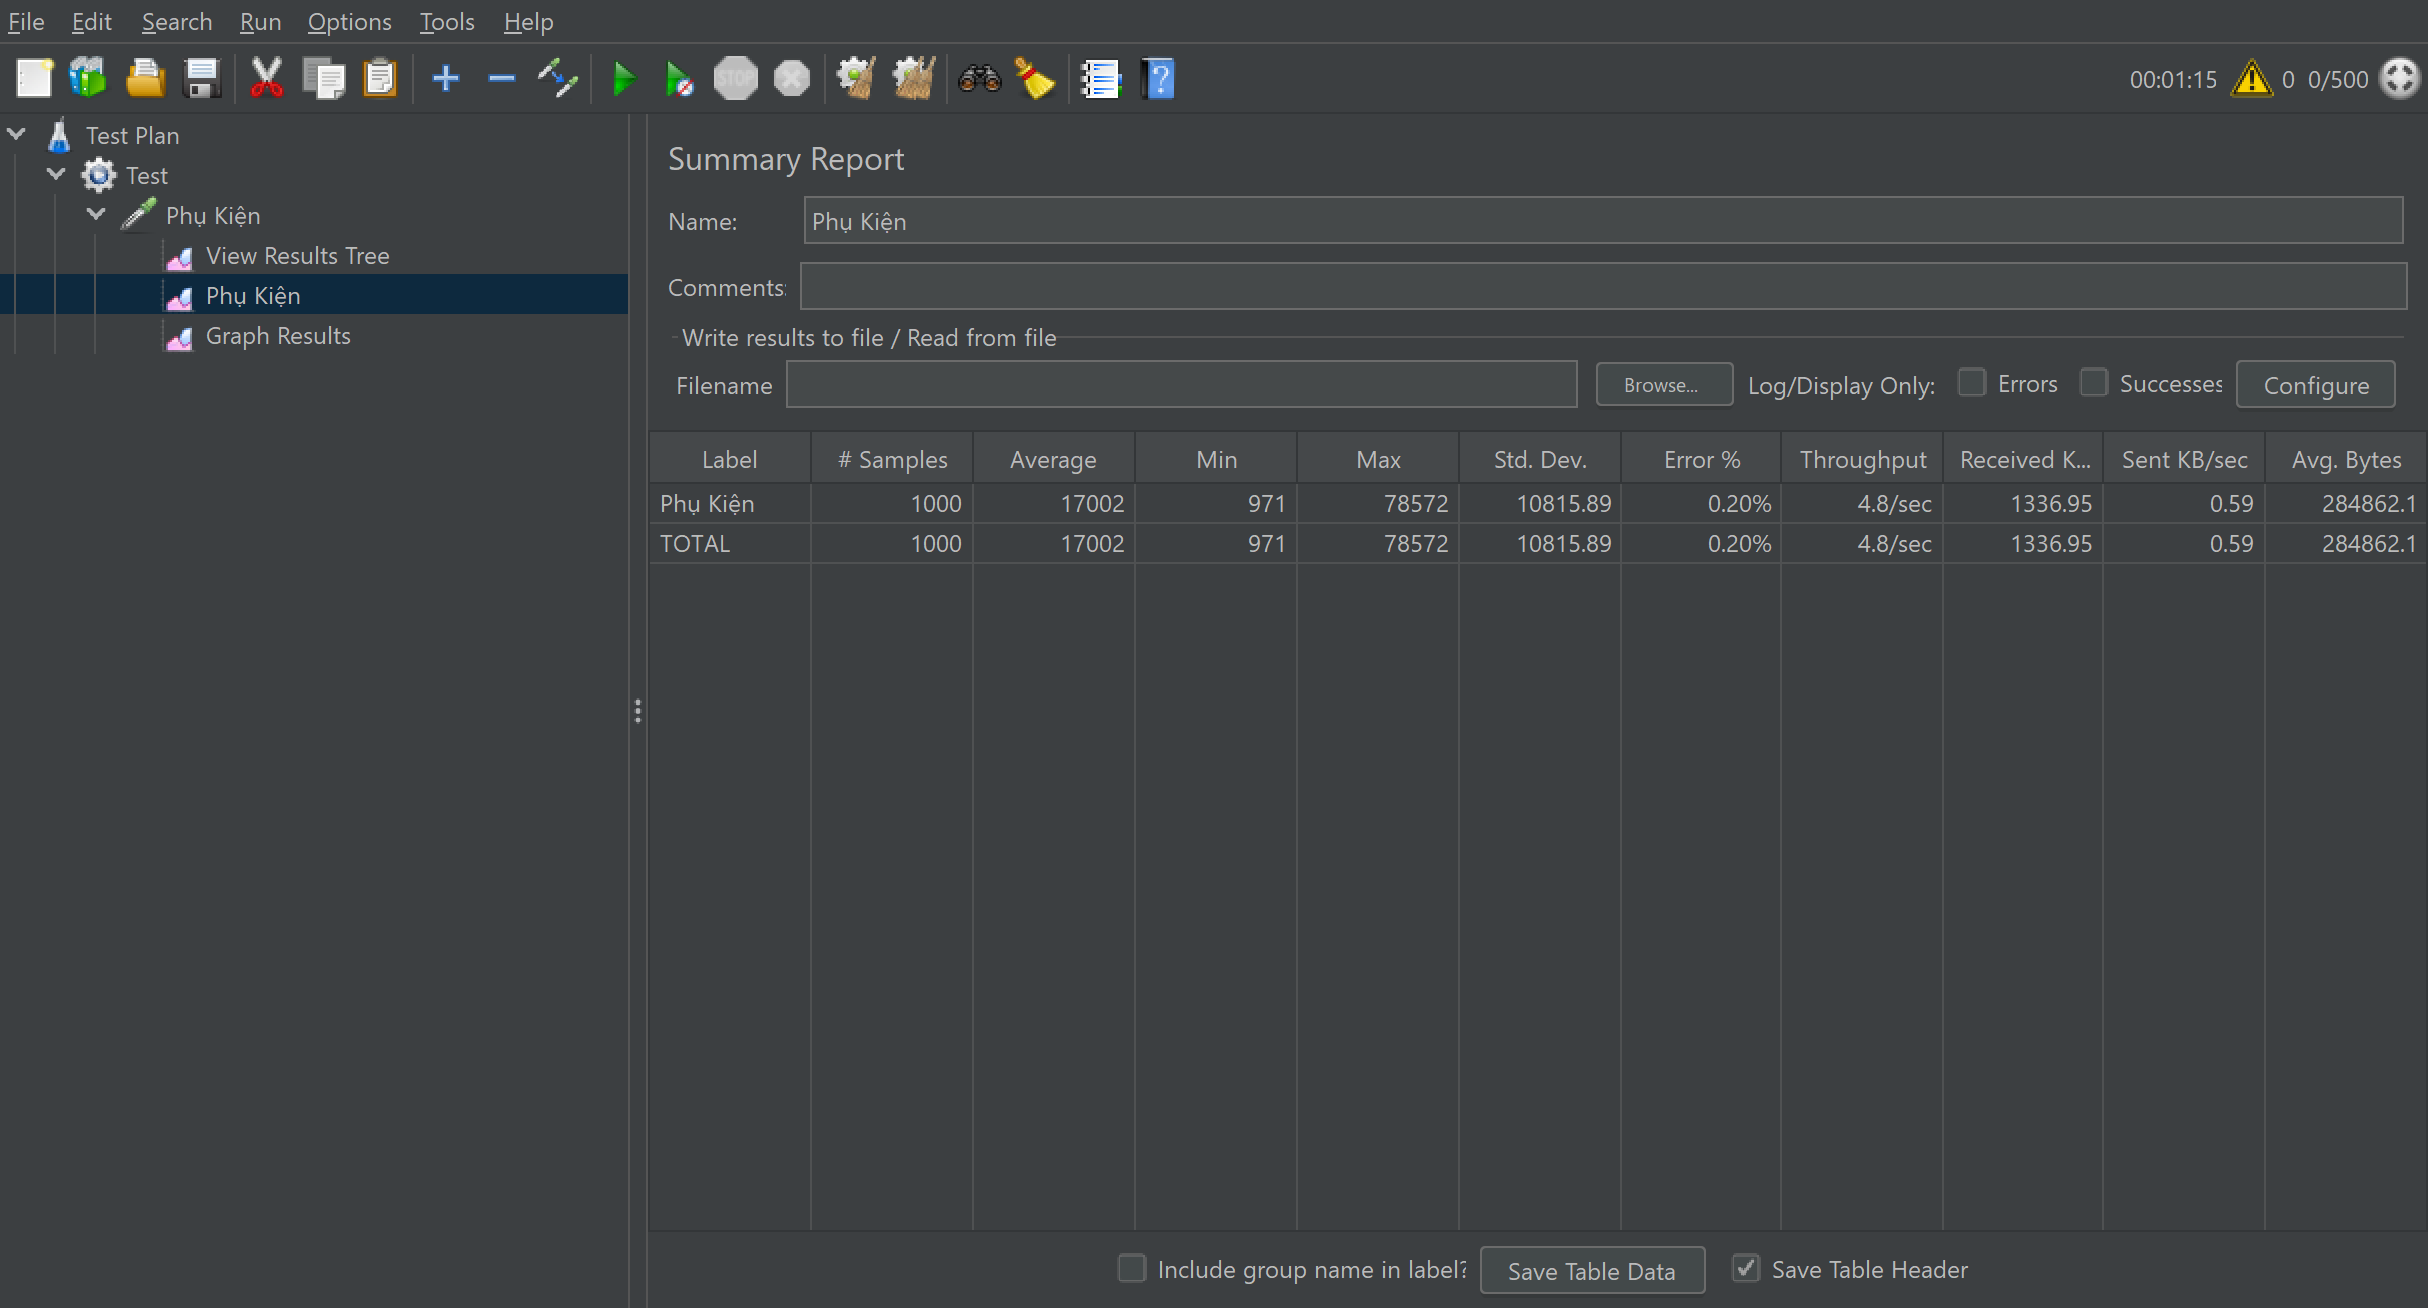 File Edit Search Run Options Tools Help
STOP
00:01:15 0 0/500
Test Plan
Test
Phụ Kiện
View Results Tree
Phụ Kiện
Graph Results
Summary Report
Name: Phụ Kiện
Comments:
Write results to file / Read from file
Filename Browse... Log/Display Only: Errors Successes Configure
Label # Samples Average Min Max Std. Dev. Error % Throughput Received K... Sent KB/sec Avg. Bytes
Phụ Kiện 1000 17002 971 78572 10815.89 0.20% 4.8/sec 1336.95 0.59 284862.1
TOTAL 1000 17002 971 78572 10815.89 0.20% 4.8/sec 1336.95 0.59 284862.1
Include group name in label? Save Table Data Save Table Header